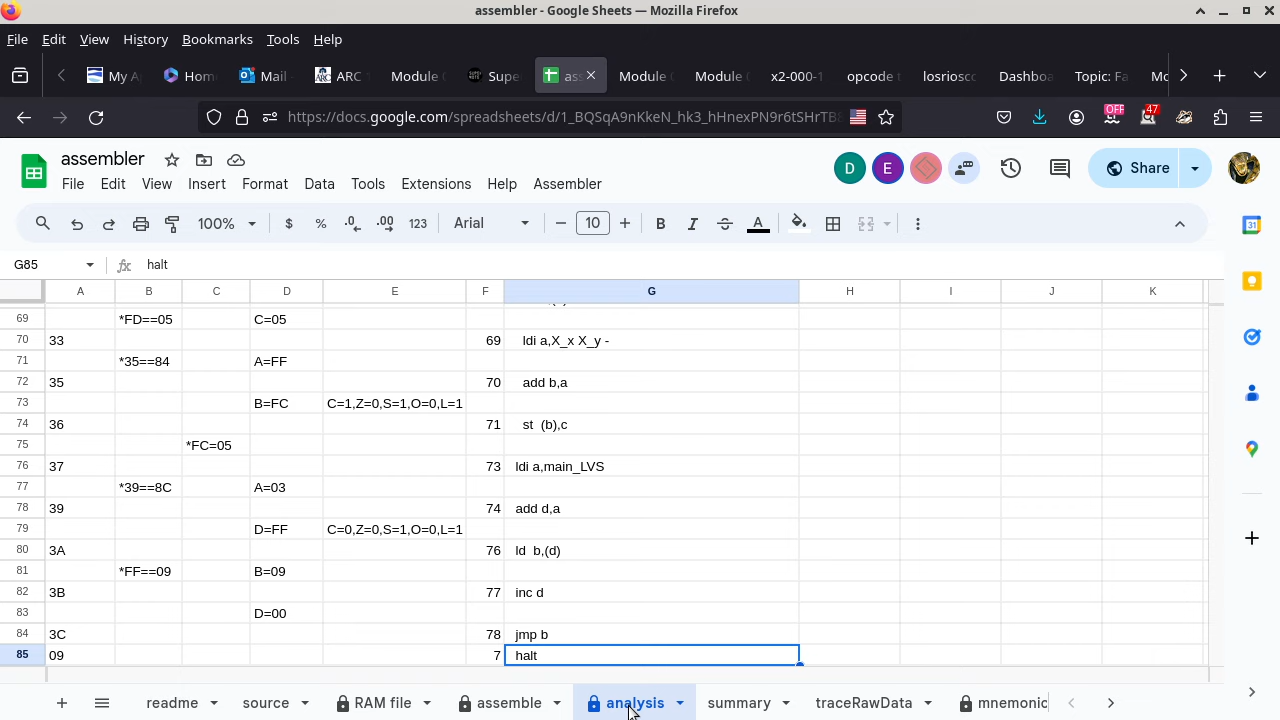 assembler - Google Sheets — Mozilla Firefox
File Edit View History Bookmarks Tools Help
My A Home Mail ARC 1 Module Supe as Module Module x2-000-1 opcode t losriosco Dashboa Topic: Fa Mo
https://docs.google.com/spreadsheets/d/1_BQSqA9nKkeN_hk3_hHnexPN9r6tSHrTB OFF 47
assembler
File Edit View Insert Format Data Tools Extensions Help Assembler
D E Share
100% $ % .0 .00 123 Arial 10 B I A
G85 fx halt
A B C D E F G H I J K
69 *FD==05 C=05
70 33 69 ldi a,X_x X_y -
71 *35==84 A=FF
72 35 70 add b,a
73 B=FC C=1,Z=0,S=1,O=0,L=1
74 36 71 st (b),c
75 *FC=05
76 37 73 ldi a,main_LVS
77 *39==8C A=03
78 39 74 add d,a
79 D=FF C=0,Z=0,S=1,O=0,L=1
80 3A 76 ld b,(d)
81 *FF==09 B=09
82 3B 77 inc d
83 D=00
84 3C 78 jmp b
85 09 7 halt
readme source RAM file assemble analysis summary traceRawData mnemonic